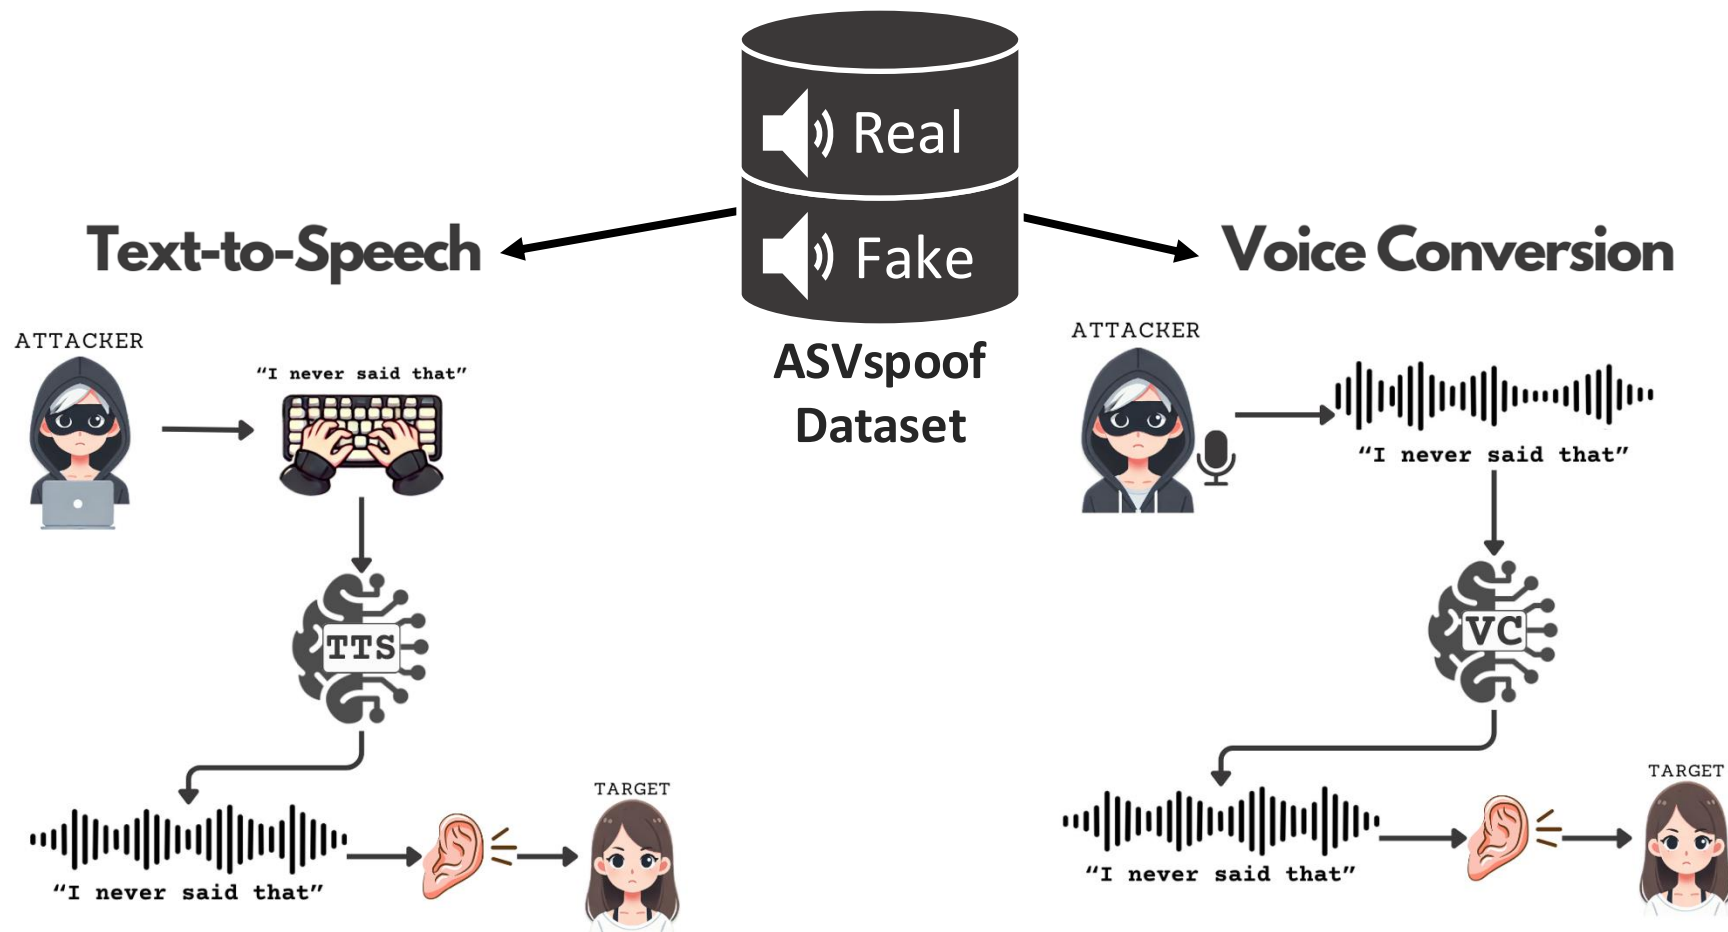 Real
Fake
ASVspoof
Dataset
Text-to-Speech
ATTACKER
“I never said that”
TTS
“I never said that”
TARGET
Voice Conversion
ATTACKER
“I never said that”
VC
“I never said that”
TARGET